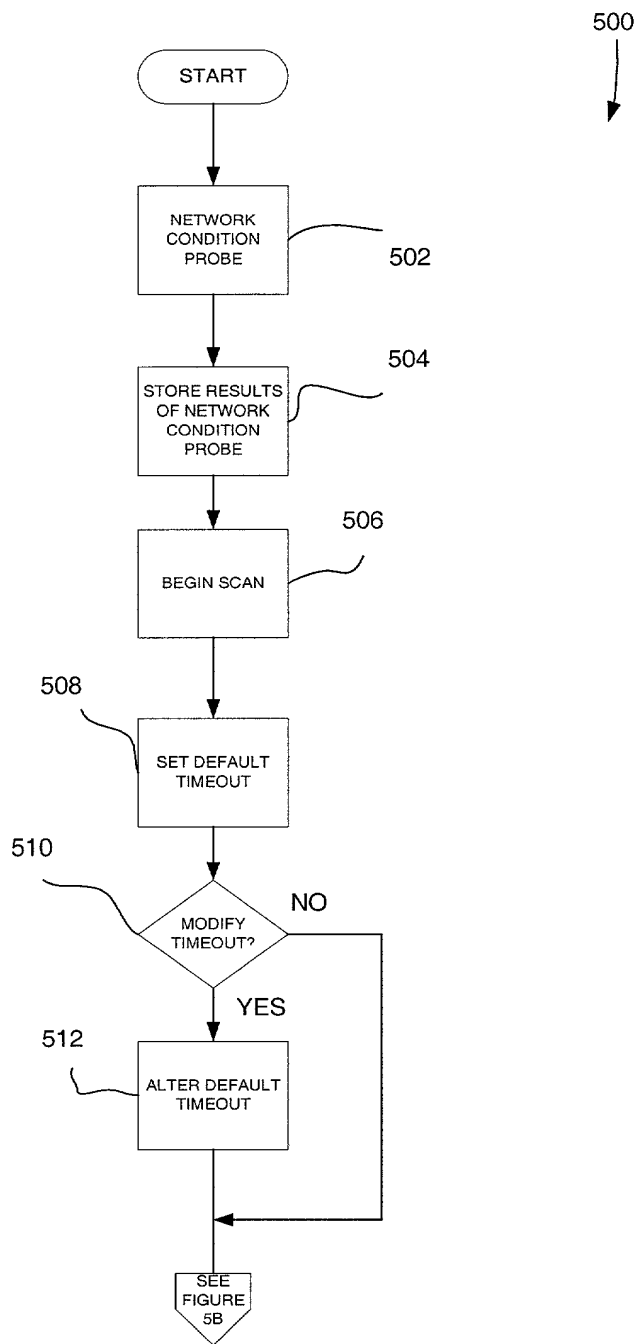 500
START
NETWORK
CONDITION
PROBE
502
STORE RESULTS
OF NETWORK
CONDITION
PROBE
504
BEGIN SCAN
506
508
SET DEFAULT
TIMEOUT
510
MODIFY
TIMEOUT?
NO
YES
512
ALTER DEFAULT
TIMEOUT
SEE
FIGURE
5B